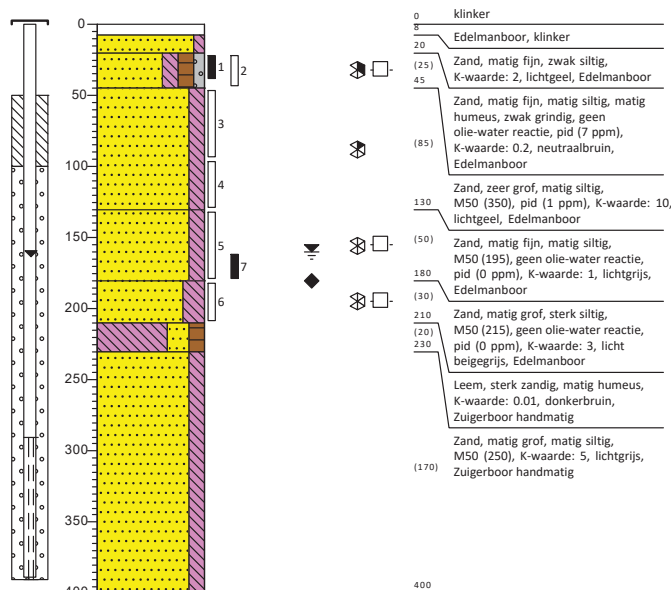 0
50
100
150
200
250
300
350
400
1
2
3
4
5
7
6
0
klinker
8
Edelmanboor, klinker
20
(25)
Zand, matig fijn, zwak siltig,
K-waarde: 2, lichtgeel, Edelmanboor
45
Zand, matig fijn, matig siltig, matig
humeus, zwak grindig, geen
olie-water reactie, pid (7 ppm),
(85)
K-waarde: 0.2, neutraalbruin,
Edelmanboor
Zand, zeer grof, matig siltig,
130
M50 (350), pid (1 ppm), K-waarde: 10,
lichtgeel, Edelmanboor
(50)
Zand, matig fijn, matig siltig,
M50 (195), geen olie-water reactie,
180
pid (0 ppm), K-waarde: 1, lichtgrijs,
Edelmanboor
(30)
210
Zand, matig grof, sterk siltig,
(20)
M50 (215), geen olie-water reactie,
230
pid (0 ppm), K-waarde: 3, licht
beigegrijs, Edelmanboor
Leem, sterk zandig, matig humeus,
K-waarde: 0.01, donkerbruin,
Zuigerboor handmatig
Zand, matig grof, matig siltig,
M50 (250), K-waarde: 5, lichtgrijs,
(170)
Zuigerboor handmatig
400